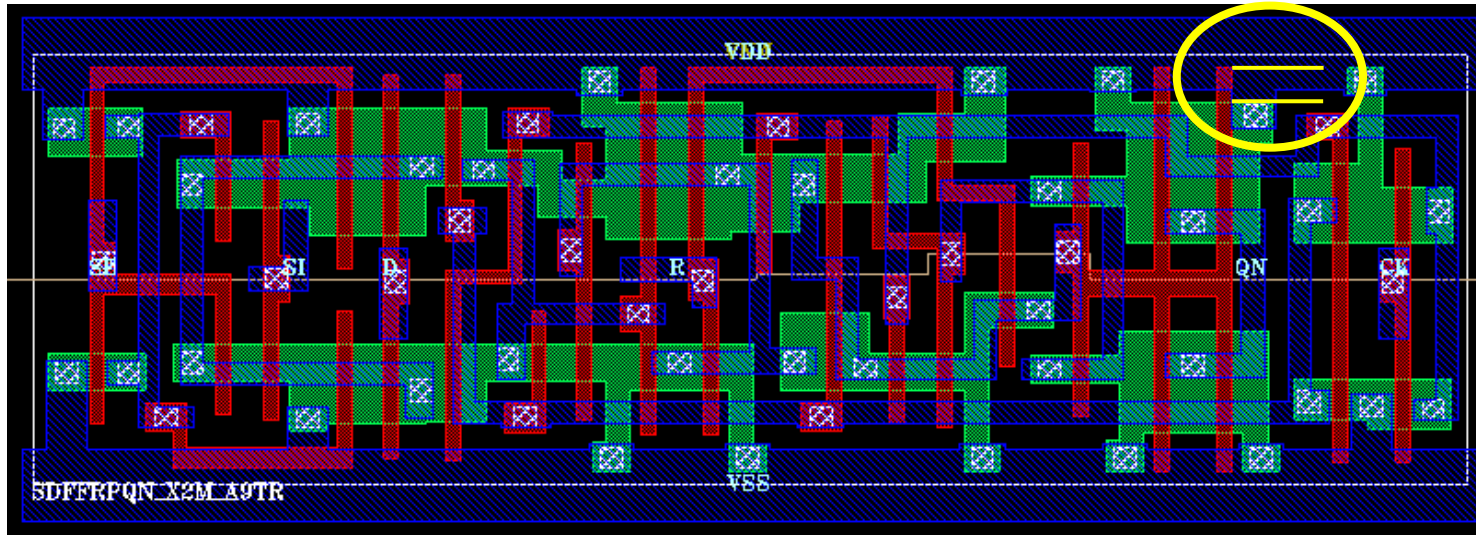 VDD
SE
SI
D
R
QN
CK
VSS
SDFFRPQN_X2M_A9TR